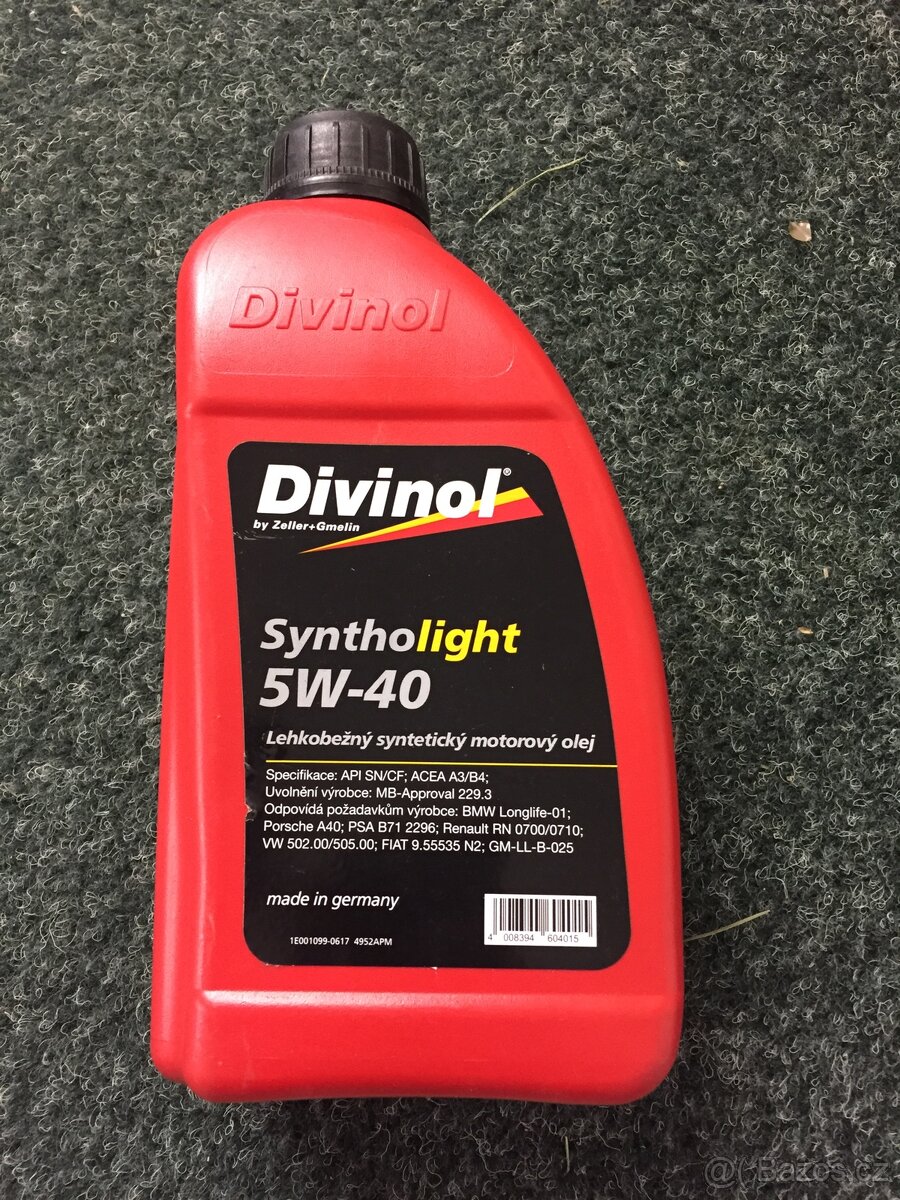 Divinol
Divinol®
by Zeller+Gmelin
Syntholight
5W-40
Lehkobežný syntetický motorový olej
Specifikace: API SN/CF; ACEA A3/B4;
Uvolnění výrobce: MB-Approval 229.3
Odpovídá požadavkům výrobce: BMW Longlife-01;
Porsche A40; PSA B71 2296; Renault RN 0700/0710;
VW 502.00/505.00; FIAT 9.55535 N2; GM-LL-B-025
made in germany
4 008394 604015
1E001099-0617 4952APM
@( Bazos.cz